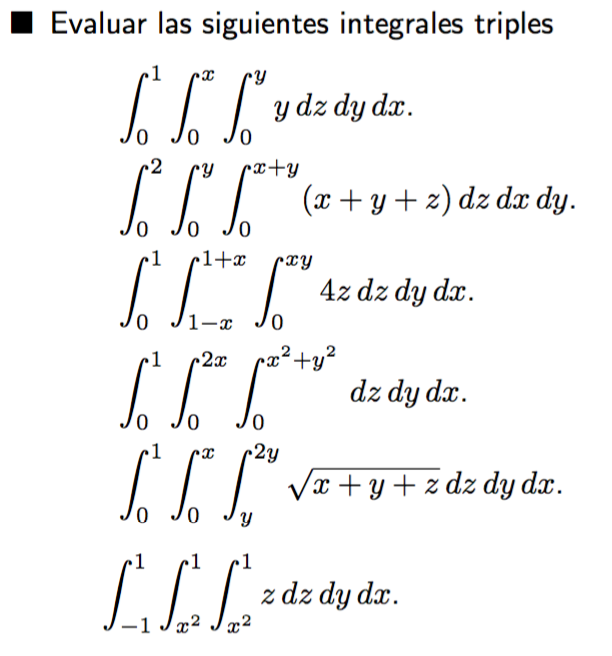 ■ Evaluar las siguientes integrales triples
$\int_0^1 \int_0^x \int_0^y y \, dz \, dy \, dx.$
$\int_0^2 \int_0^y \int_0^{x+y} (x + y + z) \, dz \, dx \, dy.$
$\int_0^1 \int_{1-x}^{1+x} \int_0^{xy} 4z \, dz \, dy \, dx.$
$\int_0^1 \int_0^{2x} \int_0^{x^2+y^2} dz \, dy \, dx.$
$\int_0^1 \int_0^x \int_y^{2y} \sqrt{x + y + z} \, dz \, dy \, dx.$
$\int_{-1}^1 \int_{x^2}^1 \int_{x^2}^1 z \, dz \, dy \, dx.$